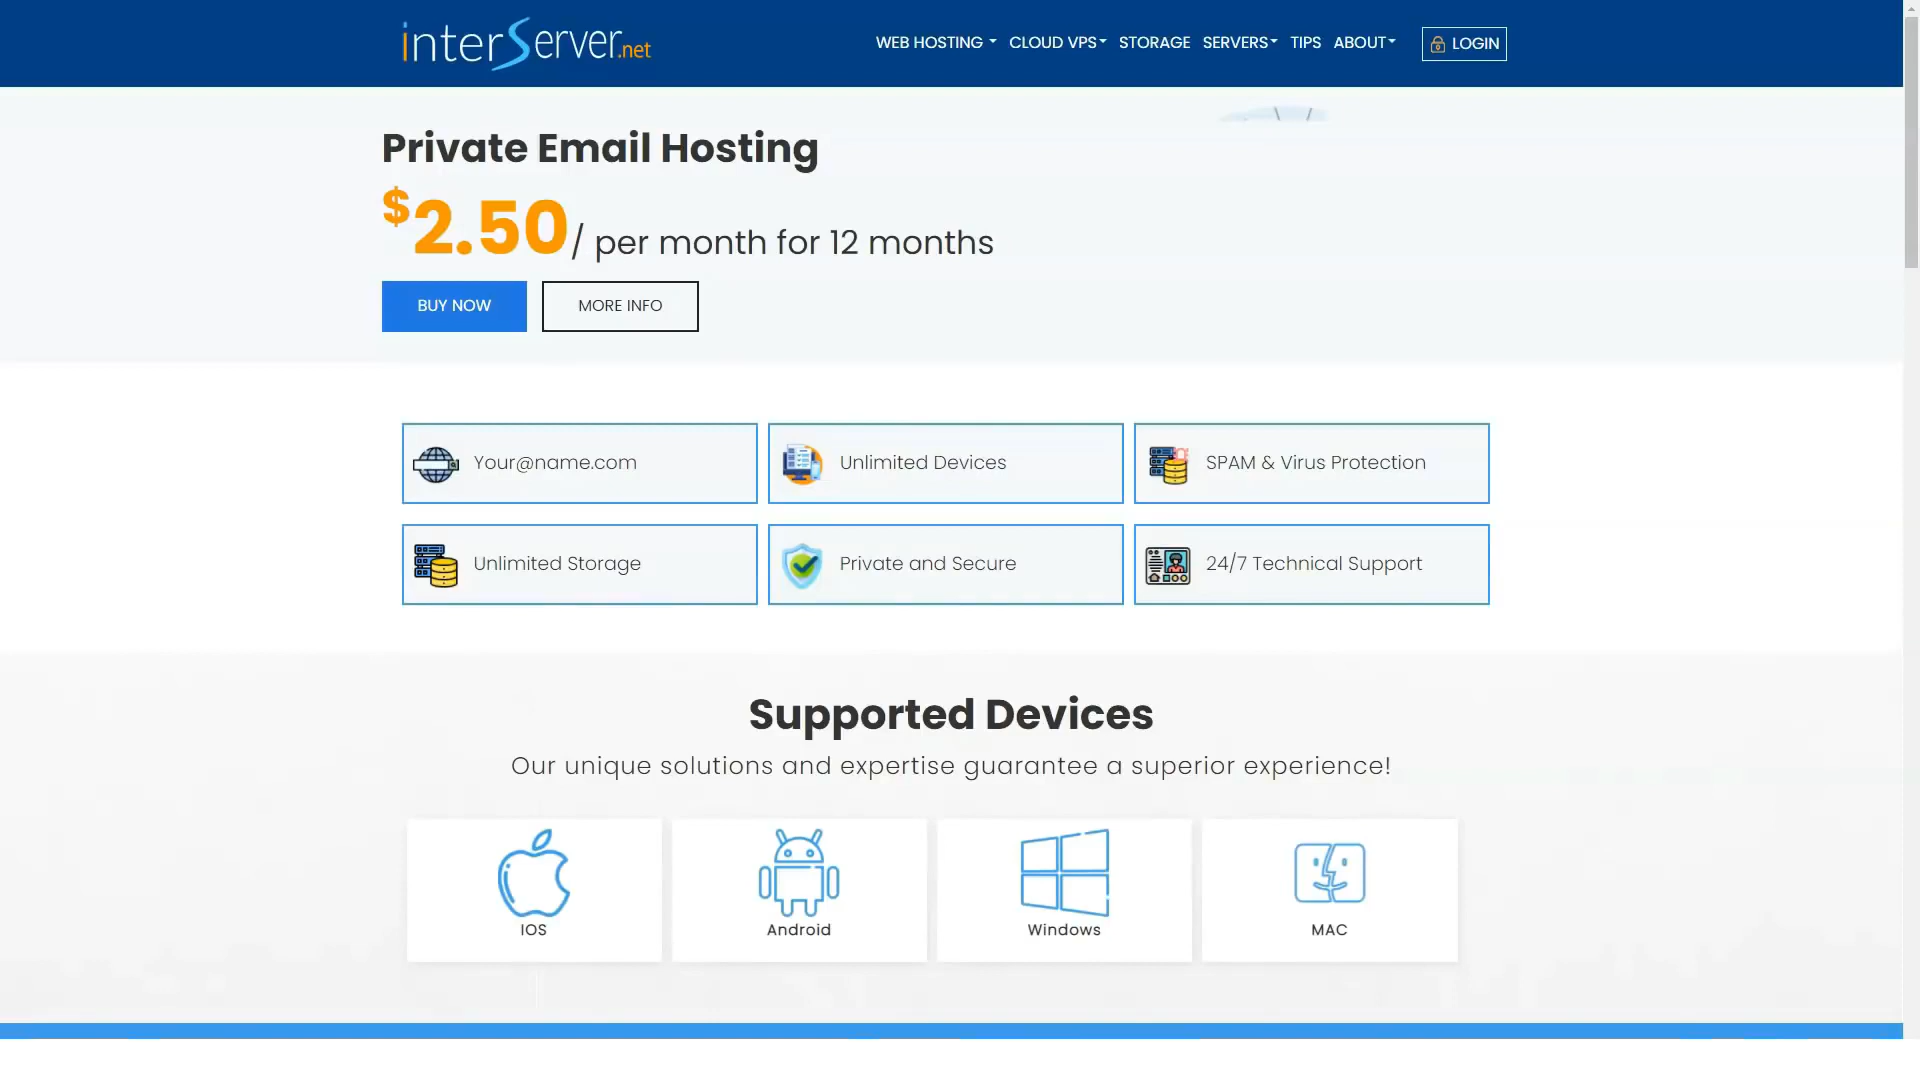 interServer.net
WEB HOSTING
CLOUD VPS
STORAGE
SERVERS
TIPS
ABOUT
LOGIN
Private Email Hosting
$2.50/ per month for 12 months
BUY NOW
MORE INFO
Your@name.com
Unlimited Devices
SPAM & Virus Protection
Unlimited Storage
Private and Secure
24/7 Technical Support
Supported Devices
Our unique solutions and expertise guarantee a superior experience!
IOS
Android
Windows
MAC